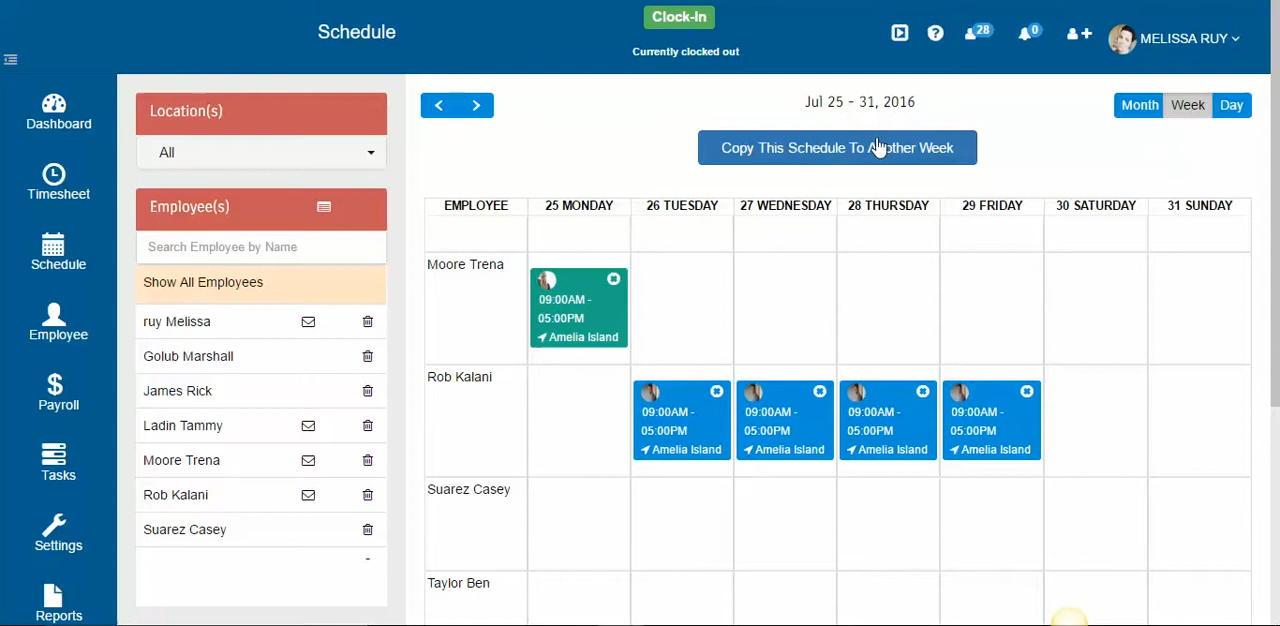 Schedule
Clock-In
Currently clocked out
28
0
MELISSA RUY
Dashboard
Timesheet
Schedule
Employee
Payroll
Tasks
Settings
Reports
Location(s)
All
Employee(s)
Search Employee by Name
Show All Employees
ruy Melissa
Golub Marshall
James Rick
Ladin Tammy
Moore Trena
Rob Kalani
Suarez Casey
-
Jul 25 - 31, 2016
Month Week Day
Copy This Schedule To Another Week
EMPLOYEE 25 MONDAY 26 TUESDAY 27 WEDNESDAY 28 THURSDAY 29 FRIDAY 30 SATURDAY 31 SUNDAY
Moore Trena
09:00AM -
05:00PM
Amelia Island
Rob Kalani
09:00AM - 09:00AM - 09:00AM - 09:00AM -
05:00PM 05:00PM 05:00PM 05:00PM
Amelia Island Amelia Island Amelia Island Amelia Island
Suarez Casey
Taylor Ben